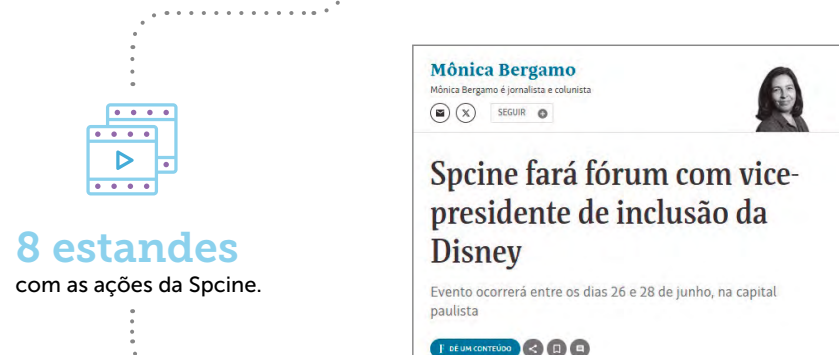 8 estandes
com as ações da Spcine.
Mônica Bergamo
Mônica Bergamo é jornalista e colunista
SEGUIR
Spcine fará fórum com vice-
presidente de inclusão da
Disney
Evento ocorrerá entre os dias 26 e 28 de junho, na capital
paulista
F DÊ UM CONTEÚDO